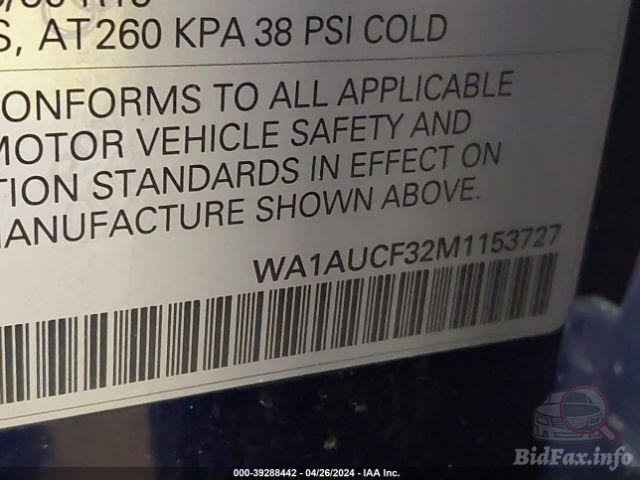 S, AT 260 KPA 38 PSI COLD
CONFORMS TO ALL APPLICABLE
MOTOR VEHICLE SAFETY AND
TION STANDARDS IN EFFECT ON
MANUFACTURE SHOWN ABOVE.
WA1AUCF32M1153727
BidFax.info
000-39288442 - 04/26/2024 - IAA Inc.